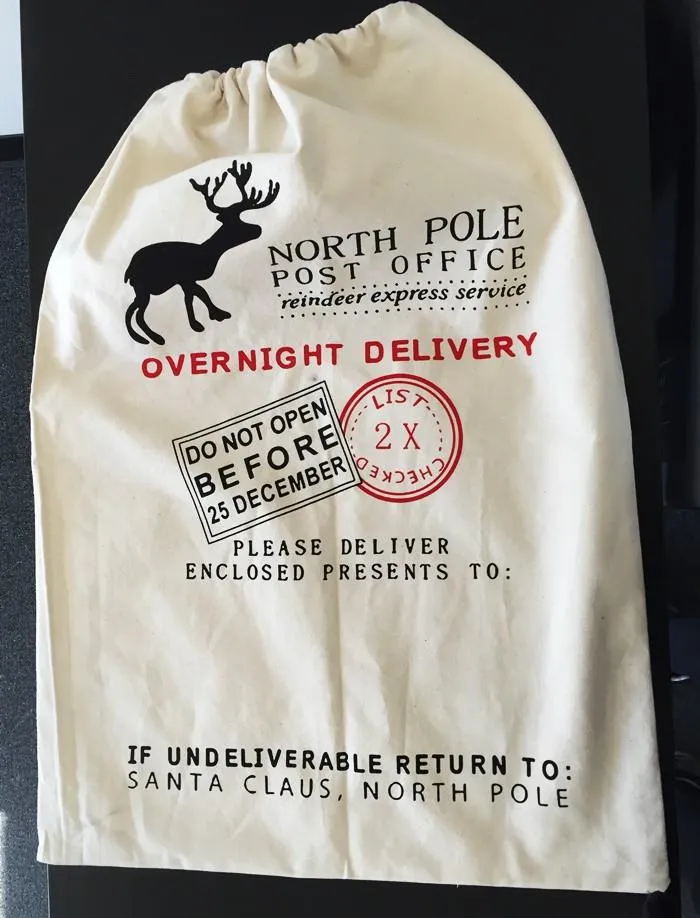 NORTH POLE
POST OFFICE
reindeer express service
OVERNIGHT DELIVERY
DO NOT OPEN
BEFORE
25 DECEMBER
LIST
2 X
CHECKED
PLEASE DELIVER
ENCLOSED PRESENTS TO:
IF UNDELIVERABLE RETURN TO:
SANTA CLAUS, NORTH POLE